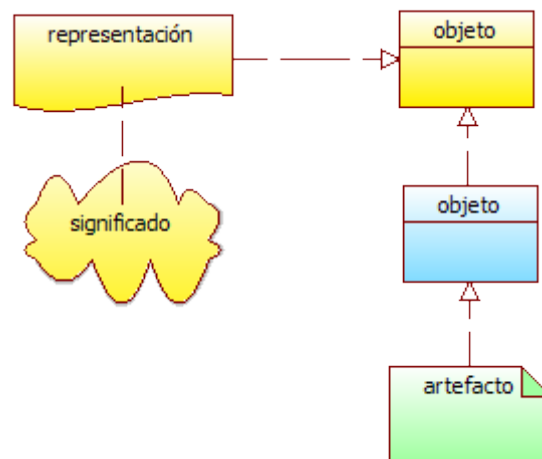 representación
objeto
significado
objeto
artefacto